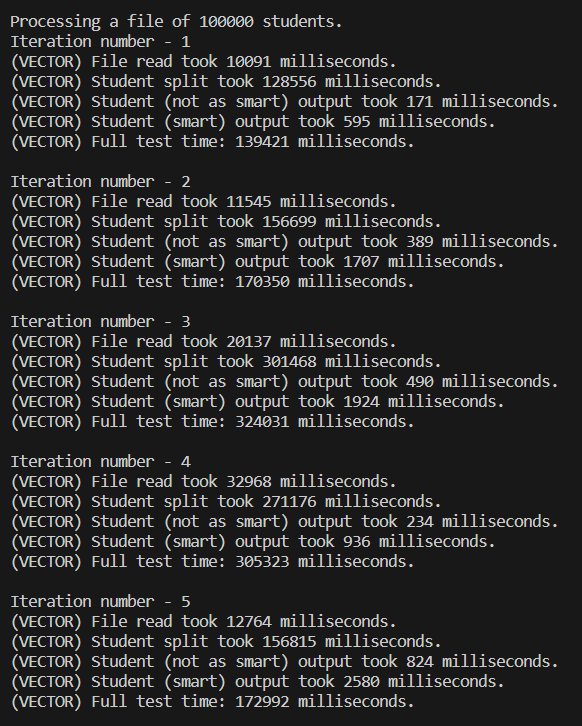 Processing a file of 100000 students.
Iteration number - 1
(VECTOR) File read took 10091 milliseconds.
(VECTOR) Student split took 128556 milliseconds.
(VECTOR) Student (not as smart) output took 171 milliseconds.
(VECTOR) Student (smart) output took 595 milliseconds.
(VECTOR) Full test time: 139421 milliseconds.

Iteration number - 2
(VECTOR) File read took 11545 milliseconds.
(VECTOR) Student split took 156699 milliseconds.
(VECTOR) Student (not as smart) output took 389 milliseconds.
(VECTOR) Student (smart) output took 1707 milliseconds.
(VECTOR) Full test time: 170350 milliseconds.

Iteration number - 3
(VECTOR) File read took 20137 milliseconds.
(VECTOR) Student split took 301468 milliseconds.
(VECTOR) Student (not as smart) output took 490 milliseconds.
(VECTOR) Student (smart) output took 1924 milliseconds.
(VECTOR) Full test time: 324031 milliseconds.

Iteration number - 4
(VECTOR) File read took 32968 milliseconds.
(VECTOR) Student split took 271176 milliseconds.
(VECTOR) Student (not as smart) output took 234 milliseconds.
(VECTOR) Student (smart) output took 936 milliseconds.
(VECTOR) Full test time: 305323 milliseconds.

Iteration number - 5
(VECTOR) File read took 12764 milliseconds.
(VECTOR) Student split took 156815 milliseconds.
(VECTOR) Student (not as smart) output took 824 milliseconds.
(VECTOR) Student (smart) output took 2580 milliseconds.
(VECTOR) Full test time: 172992 milliseconds.